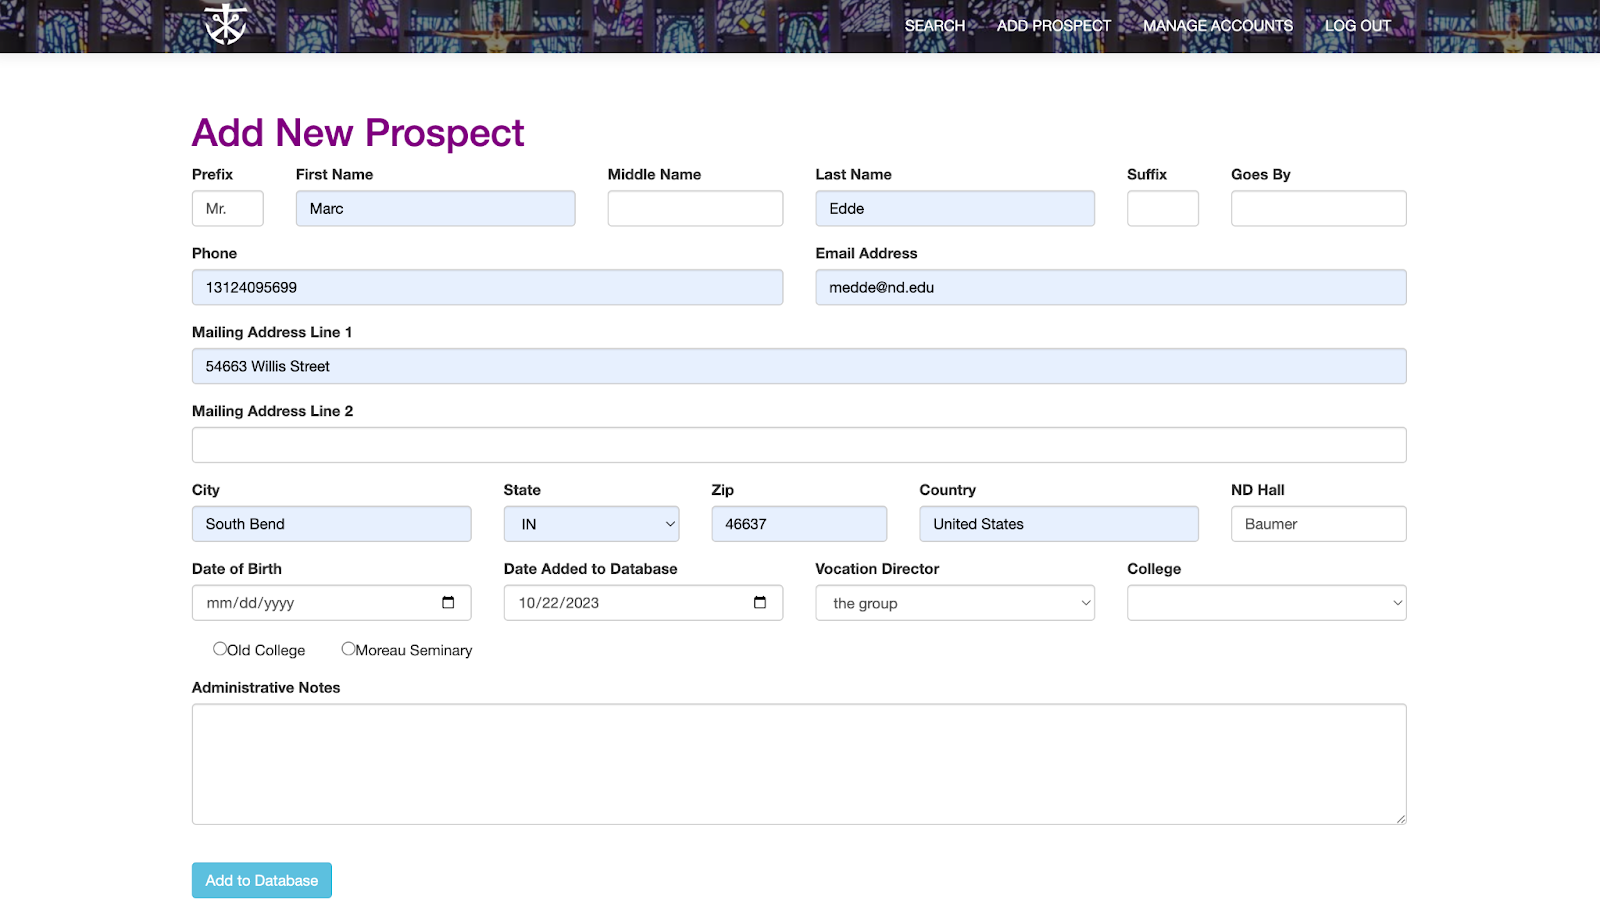 SEARCH ADD PROSPECT MANAGE ACCOUNTS LOG OUT
Add New Prospect
Prefix First Name Middle Name Last Name Suffix Goes By
Mr. Marc Edde
Phone Email Address
13124095699 medde@nd.edu
Mailing Address Line 1
54663 Willis Street
Mailing Address Line 2
City State Zip Country ND Hall
South Bend IN 46637 United States Baumer
Date of Birth Date Added to Database Vocation Director College
mm/dd/yyyy 10/22/2023 the group
Old College Moreau Seminary
Administrative Notes
Add to Database